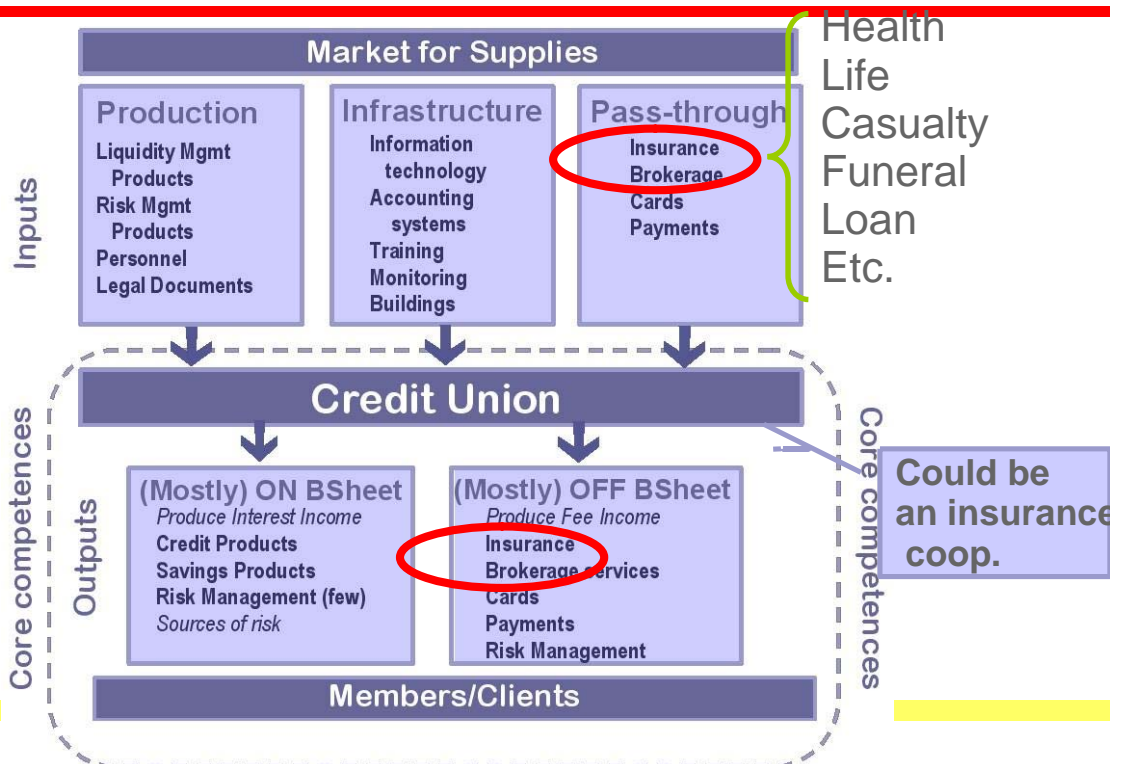 Market for Supplies
Inputs
Production
Liquidity Mgmt
Products
Risk Mgmt
Products
Personnel
Legal Documents
Infrastructure
Information
technology
Accounting
systems
Training
Monitoring
Buildings
Pass-through
Insurance
Brokerage
Cards
Payments
Health
Life
Casualty
Funeral
Loan
Etc.
Credit Union
Core competences
Outputs
(Mostly) ON BSheet
Produce Interest Income
Credit Products
Savings Products
Risk Management (few)
Sources of risk
(Mostly) OFF BSheet
Produce Fee Income
Insurance
Brokerage services
Cards
Payments
Risk Management
Core competences
Could be
an insurance
coop.
Members/Clients